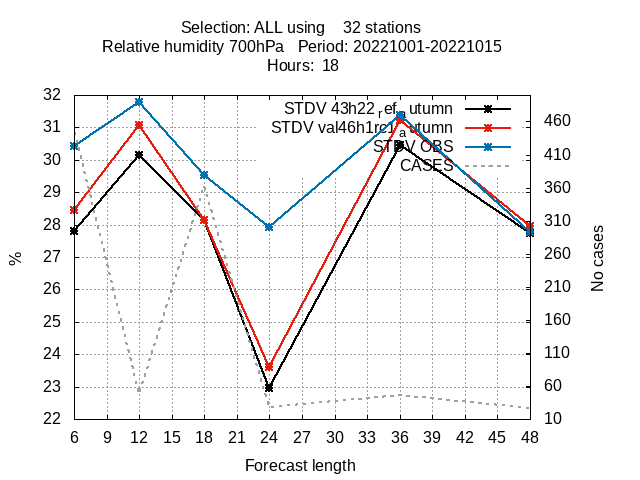 Selection: ALL using 32 stations
Relative humidity 700hPa Period: 20221001-20221015
Hours: 18
32
31
30
29
28
27
26
25
24
23
22
%
460
410
360
310
260
210
160
110
60
10
No cases
STDV 43h22_ref_autumn
STDV val46h1rc1_autumn
STDV OBS
CASES
6 9 12 15 18 21 24 27 30 33 36 39 42 45 48
Forecast length